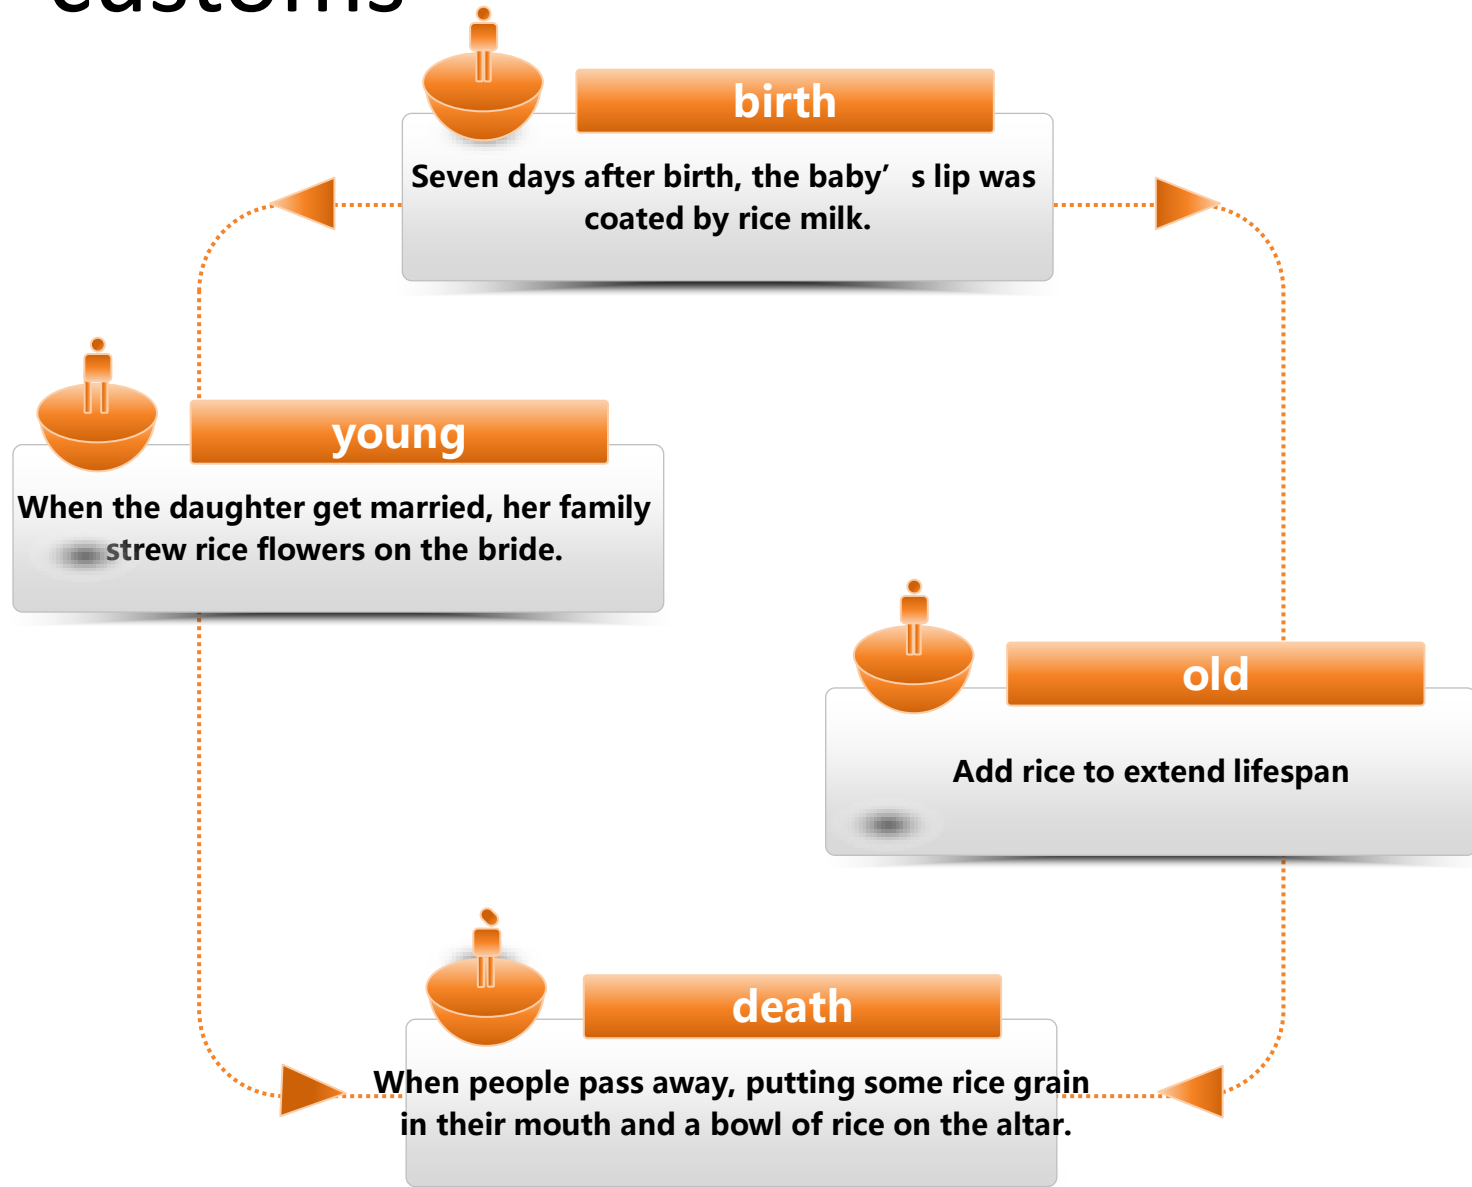 customs
birth
Seven days after birth, the baby’ s lip was
coated by rice milk.
young
When the daughter get married, her family
strew rice flowers on the bride.
old
Add rice to extend lifespan
death
When people pass away, putting some rice grain
in their mouth and a bowl of rice on the altar.